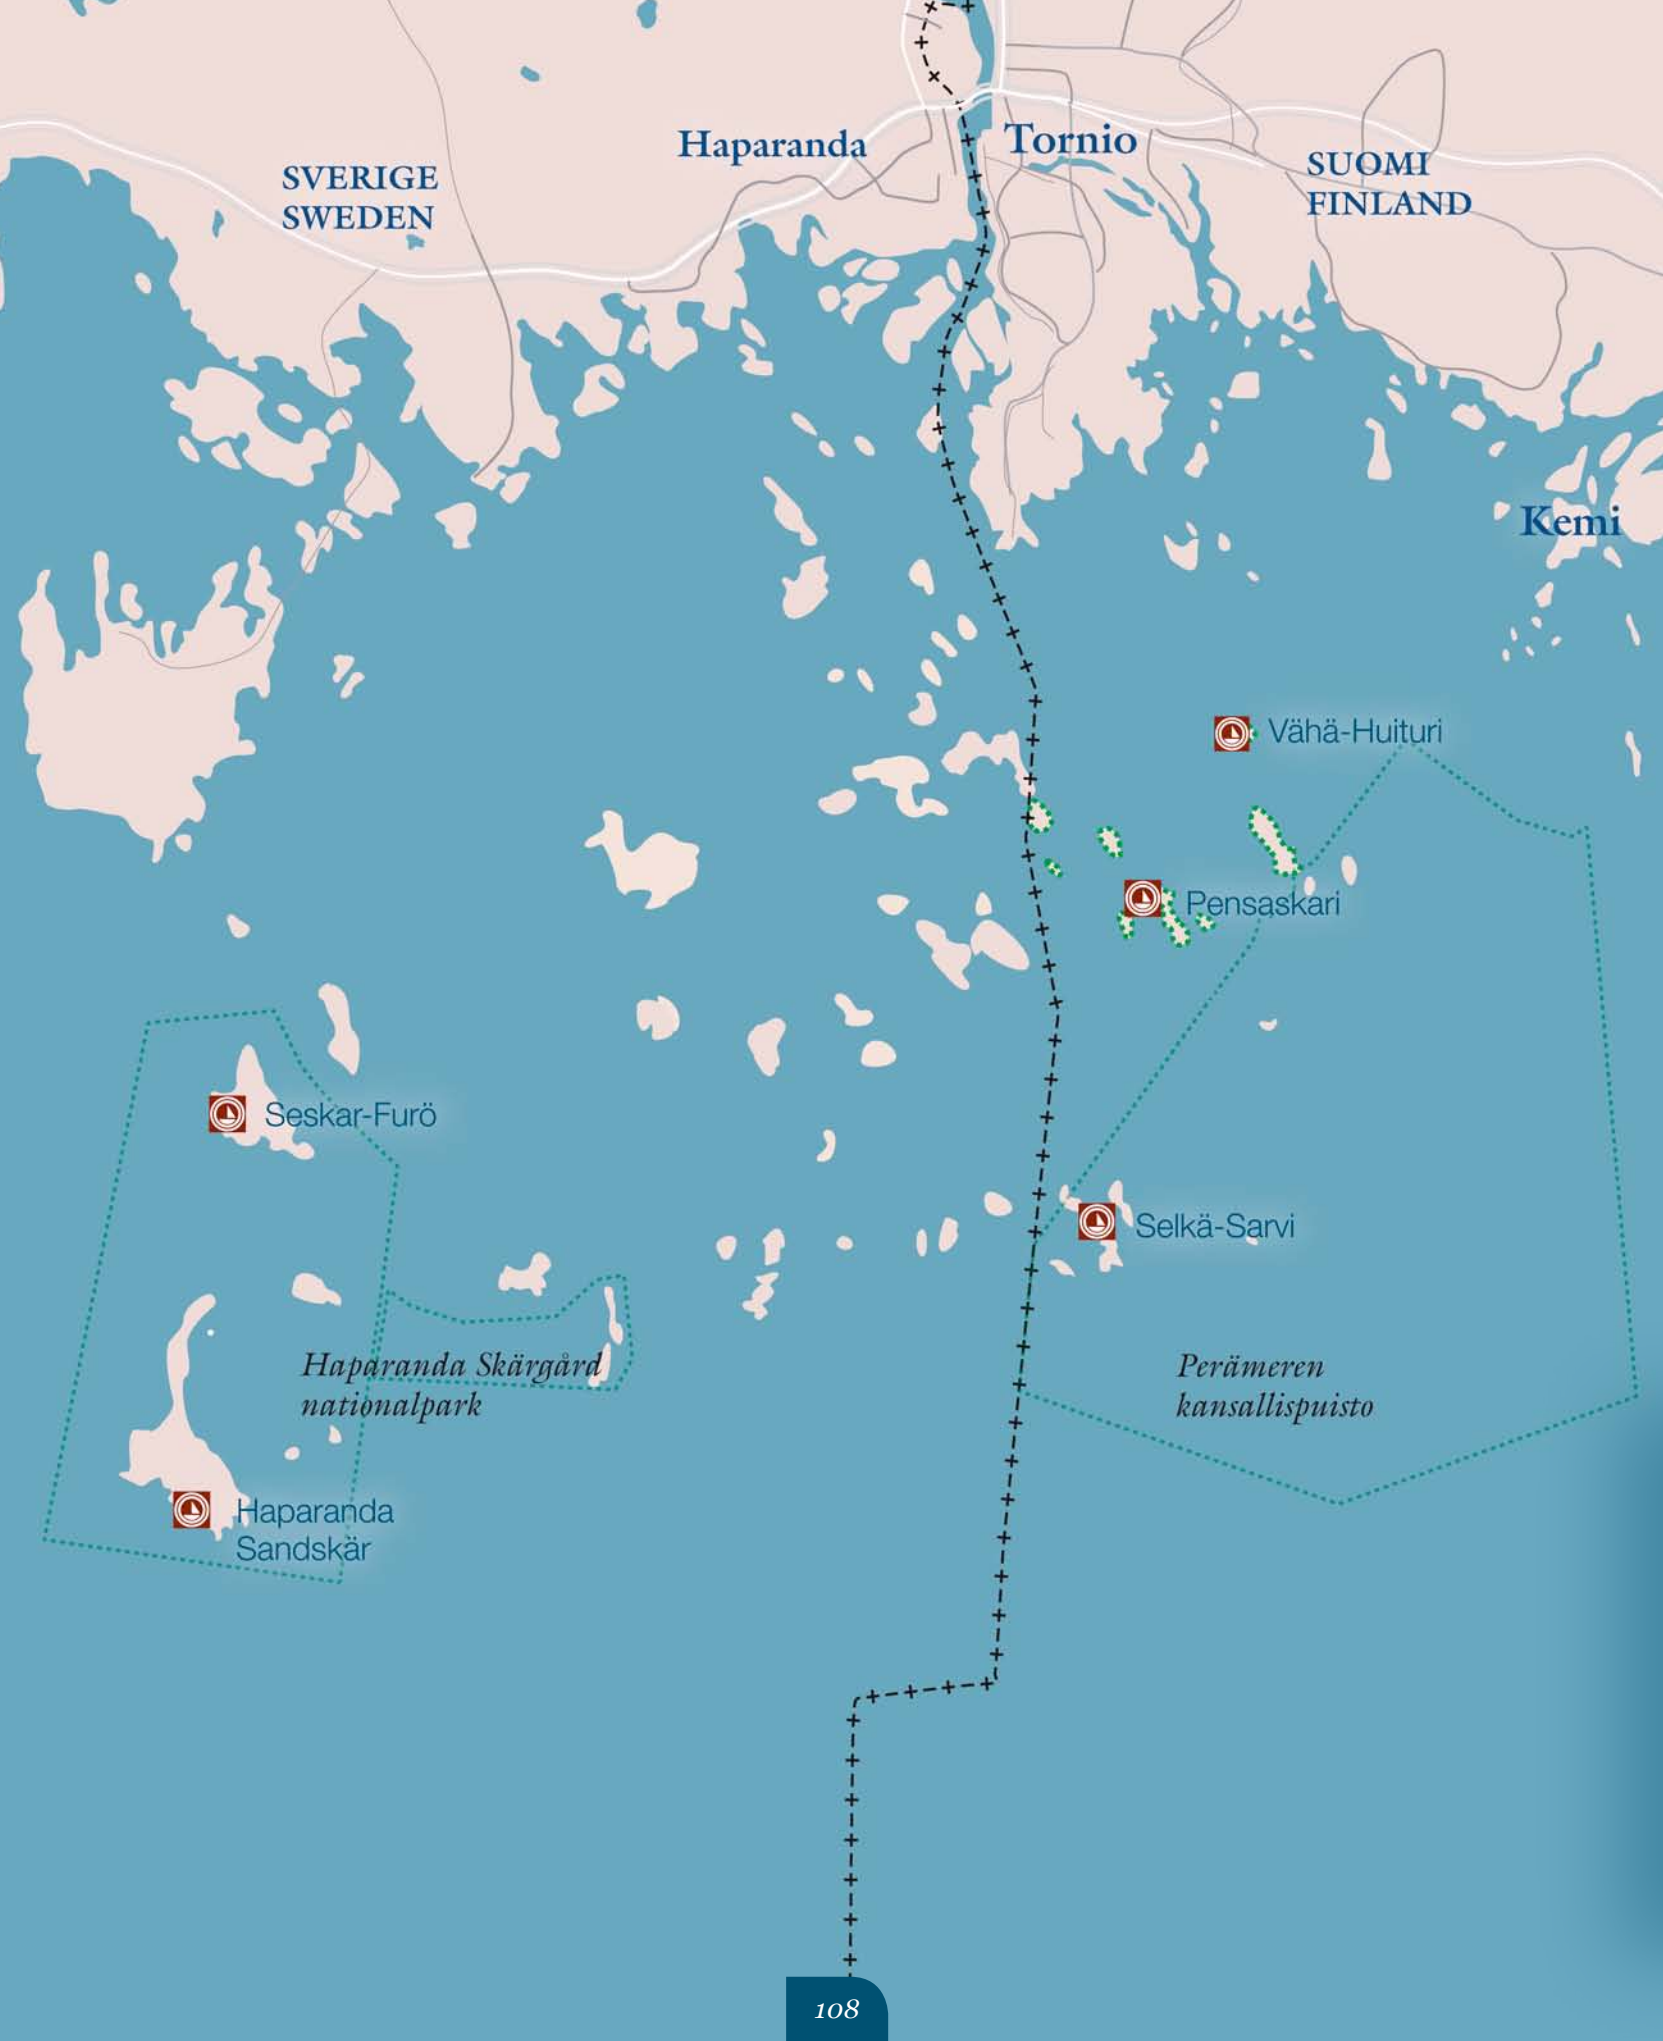 Haparanda
Tornio
SVERIGE
SWEDEN
SUOMI
FINLAND
Kemi
Vähä-Huituri
Pensaskari
Seskar-Furö
Selkä-Sarvi
Haparanda Skärgård
nationalpark
Perämeren
kansallispuisto
Haparanda
Sandskär
108